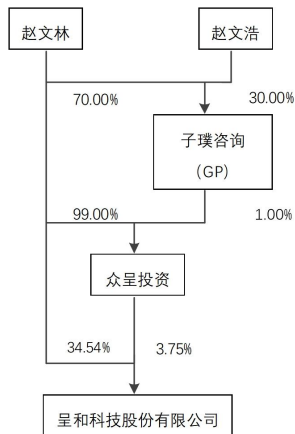 赵文林
赵文浩
70.00%
30.00%
子璞咨询
(GP)
99.00%
1.00%
众呈投资
34.54%
3.75%
呈和科技股份有限公司